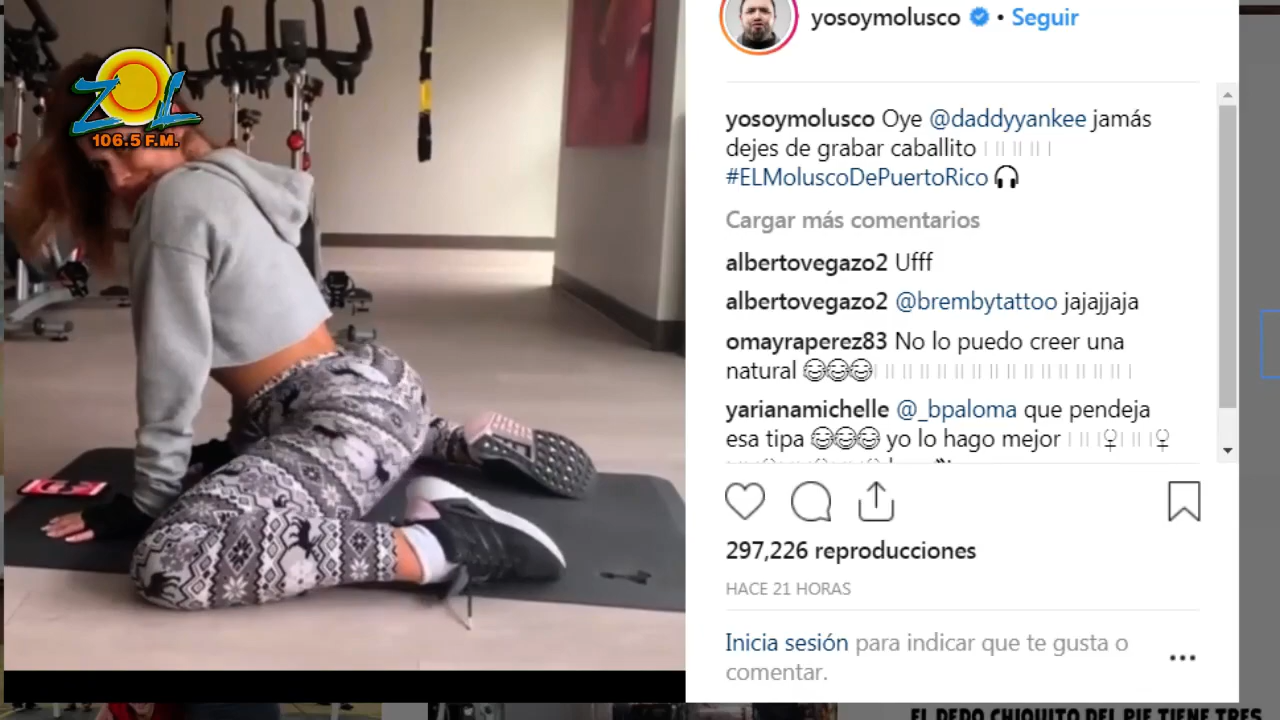 ZOL
106.5 F.M.
yosoymolusco • Seguir
yosoymolusco Oye @daddyyankee jamás
dejes de grabar caballito
#ELMoluscoDePuertoRico 🎧
Cargar más comentarios
albertovegazo2 Ufff
albertovegazo2 @brembytattoo jajajjaja
omayraperez83 No lo puedo creer una
natural 😂😂😂
yarianamichelle @_bpaloma que pendeja
esa tipa 😂😂😂 yo lo hago mejor ♀ ♀
297,226 reproducciones
HACE 21 HORAS
Inicia sesión para indicar que te gusta o
comentar.
EL DEDO CHIQUITO DEL PIE TIENE TRES